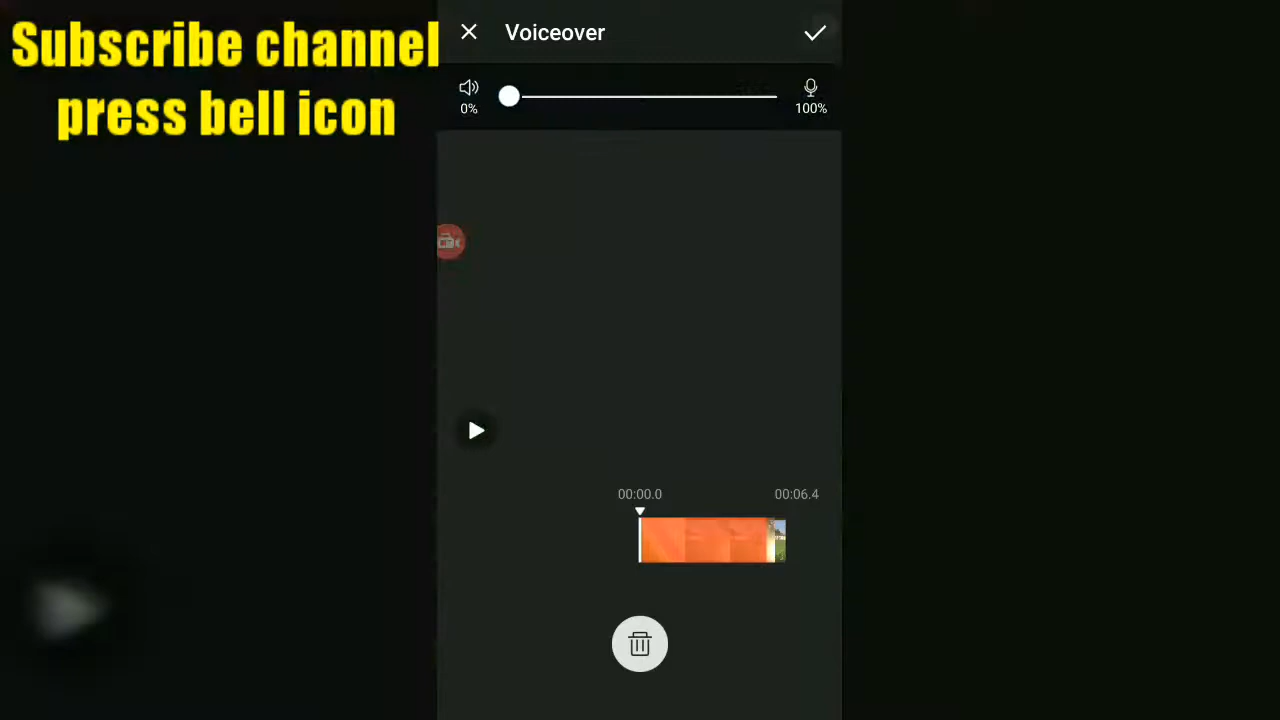 Subscribe channel
press bell icon
Voiceover
0%
100%
00:00.0
00:06.4